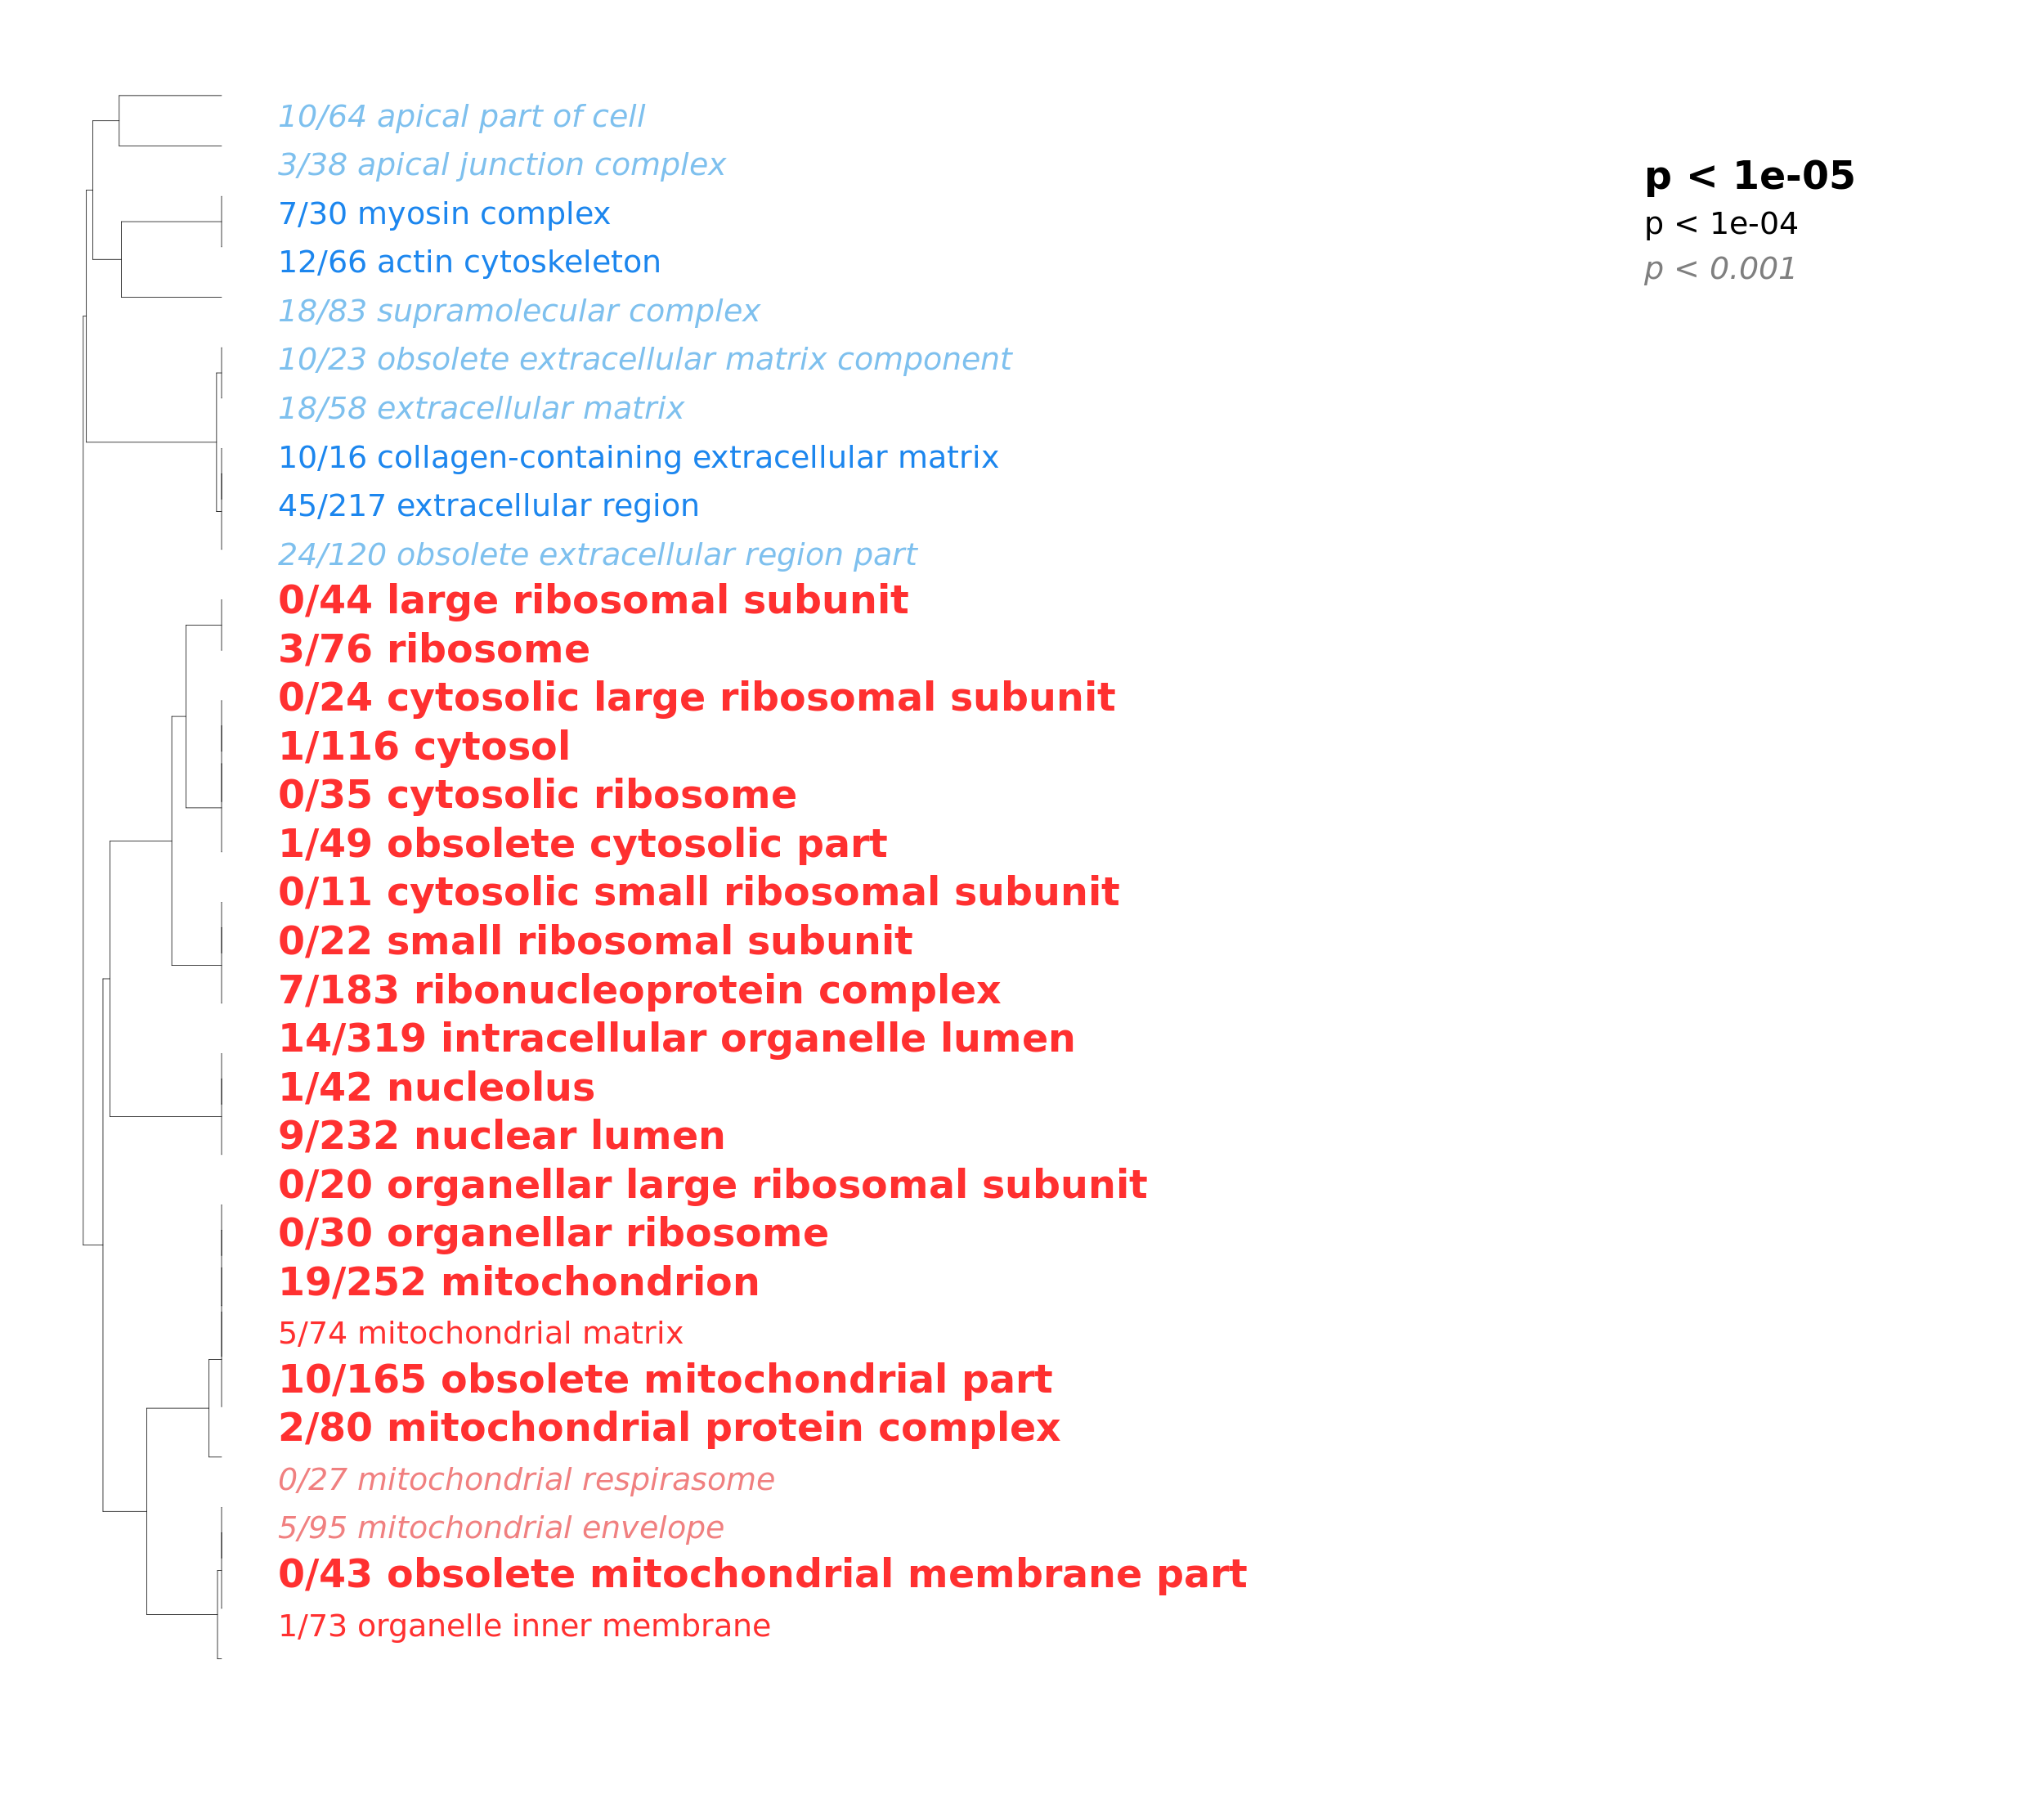 10/64 apical part of cell
3/38 apical junction complex
7/30 myosin complex
12/66 actin cytoskeleton
18/83 supramolecular complex
10/23 obsolete extracellular matrix component
18/58 extracellular matrix
10/16 collagen-containing extracellular matrix
45/217 extracellular region
24/120 obsolete extracellular region part
0/44 large ribosomal subunit
3/76 ribosome
0/24 cytosolic large ribosomal subunit
1/116 cytosol
0/35 cytosolic ribosome
1/49 obsolete cytosolic part
0/11 cytosolic small ribosomal subunit
0/22 small ribosomal subunit
7/183 ribonucleoprotein complex
14/319 intracellular organelle lumen
1/42 nucleolus
9/232 nuclear lumen
0/20 organellar large ribosomal subunit
0/30 organellar ribosome
19/252 mitochondrion
5/74 mitochondrial matrix
10/165 obsolete mitochondrial part
2/80 mitochondrial protein complex
0/27 mitochondrial respirasome
5/95 mitochondrial envelope
0/43 obsolete mitochondrial membrane part
1/73 organelle inner membrane
p < 1e-05
p < 1e-04
p < 0.001